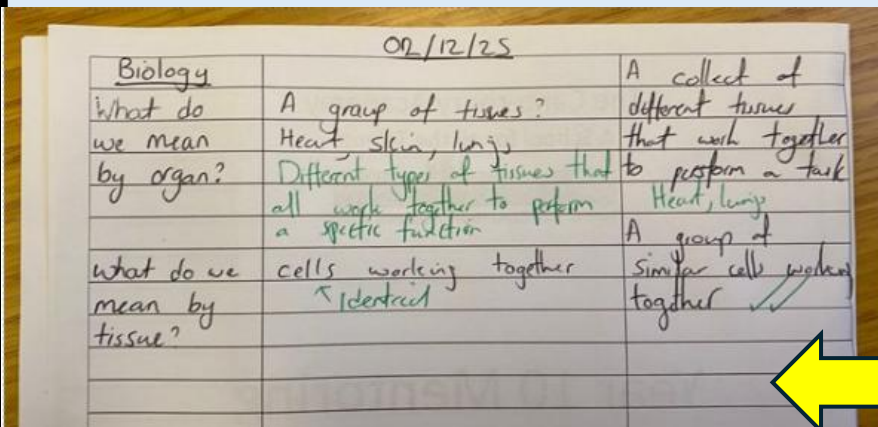 02/12/25
Biology
What do
we mean
by organ?
A group of tissues?
Heart, skin, lungs
Different types of tissues that
all work together to perform
a specific function
A collect of
different tissues
that work together
to perform a task
Heart, lungs
what do we
mean by
tissue?
cells working together
Identical
A group of
similar cells working
together